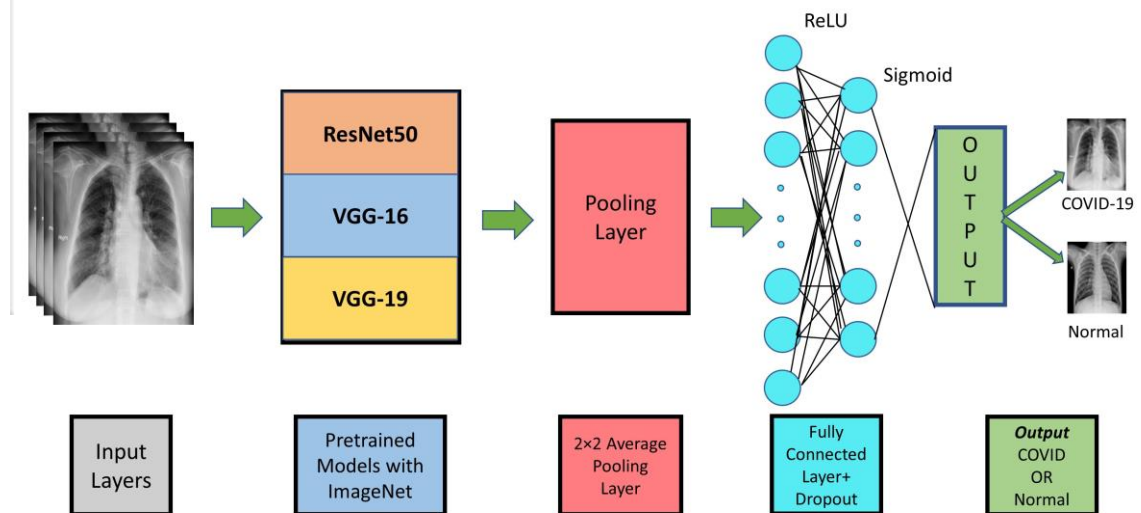 ReLU
Sigmoid
ResNet50
VGG-16
VGG-19
Pooling
Layer
O
U
T
P
U
T
COVID-19
Normal
Input
Layers
Pretrained
Models with
ImageNet
2×2 Average
Pooling
Layer
Fully
Connected
Layer+
Dropout
Output
COVID
OR
Normal